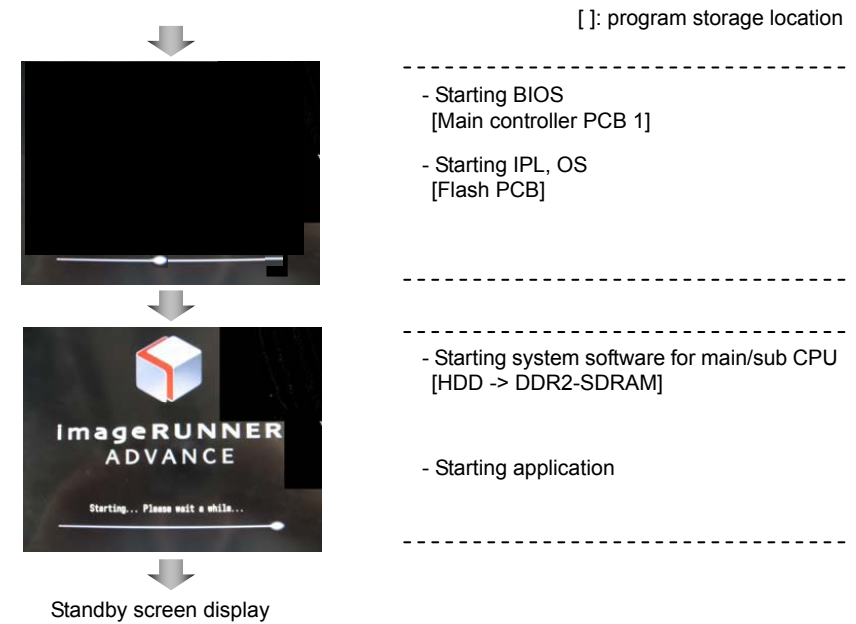 [ ]: program storage location
- Starting BIOS
[Main controller PCB 1]
- Starting IPL, OS
[Flash PCB]
- Starting system software for main/sub CPU
[HDD -> DDR2-SDRAM]
imageRUNNER
ADVANCE
- Starting application
Starting... Please wait a while...
Standby screen display